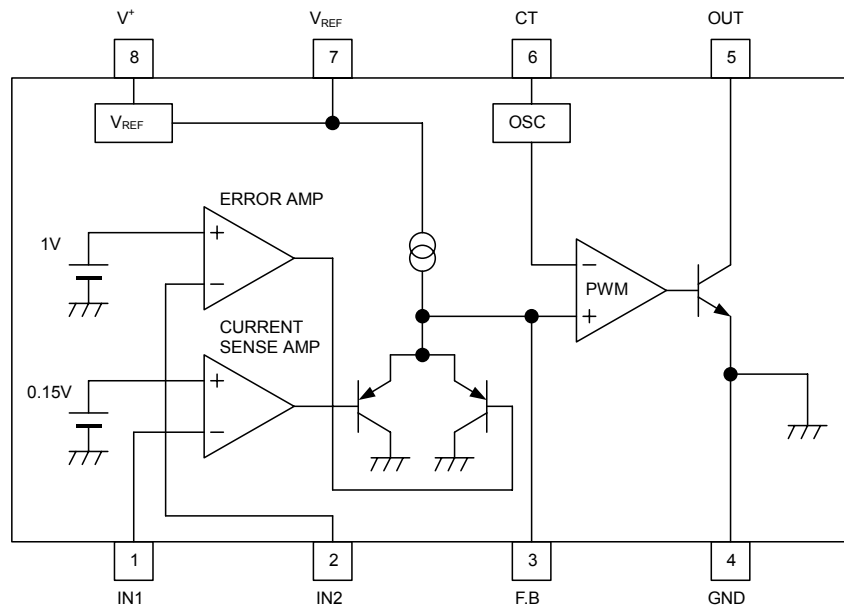 V+ VREF CT OUT
8 7 6 5
VREF OSC
ERROR AMP
+
1V
−
− PWM
+
CURRENT
SENSE AMP
+
0.15V
−
1 2 3 4
IN1 IN2 F.B GND